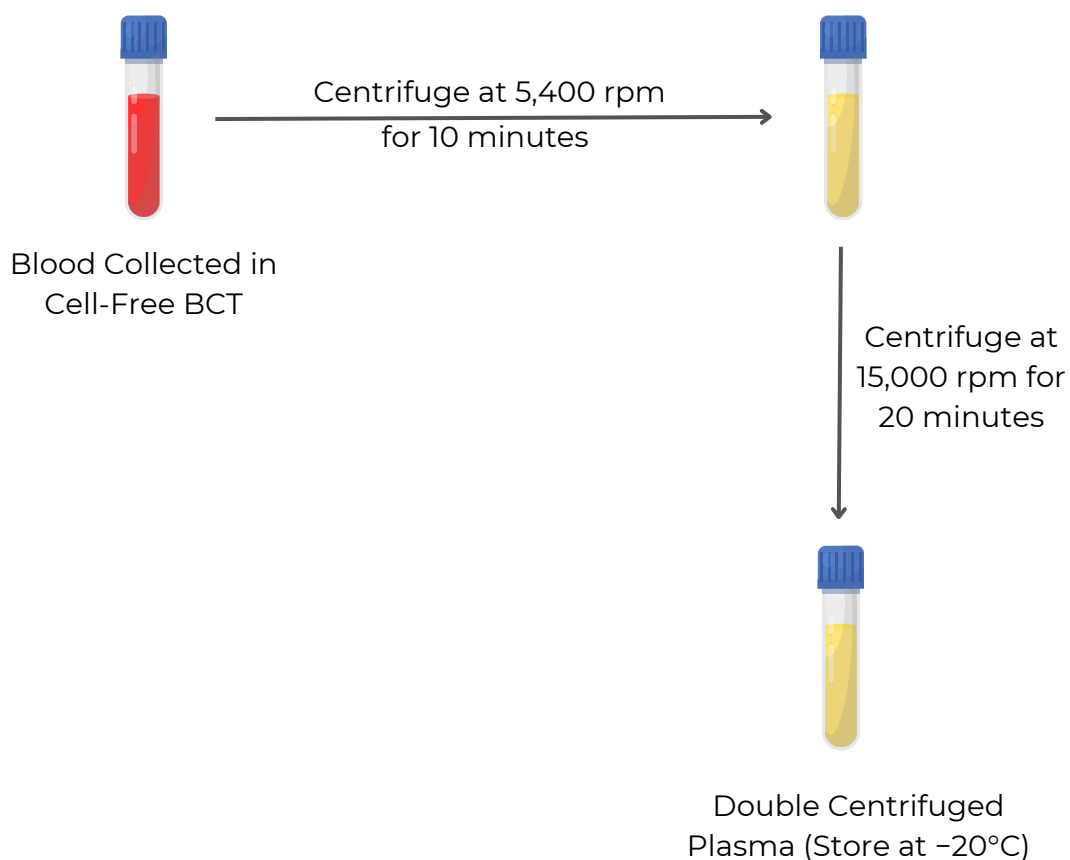 Centrifuge at 5,400 rpm
for 10 minutes
Blood Collected in
Cell-Free BCT
Centrifuge at
15,000 rpm for
20 minutes
Double Centrifuged
Plasma (Store at −20°C)